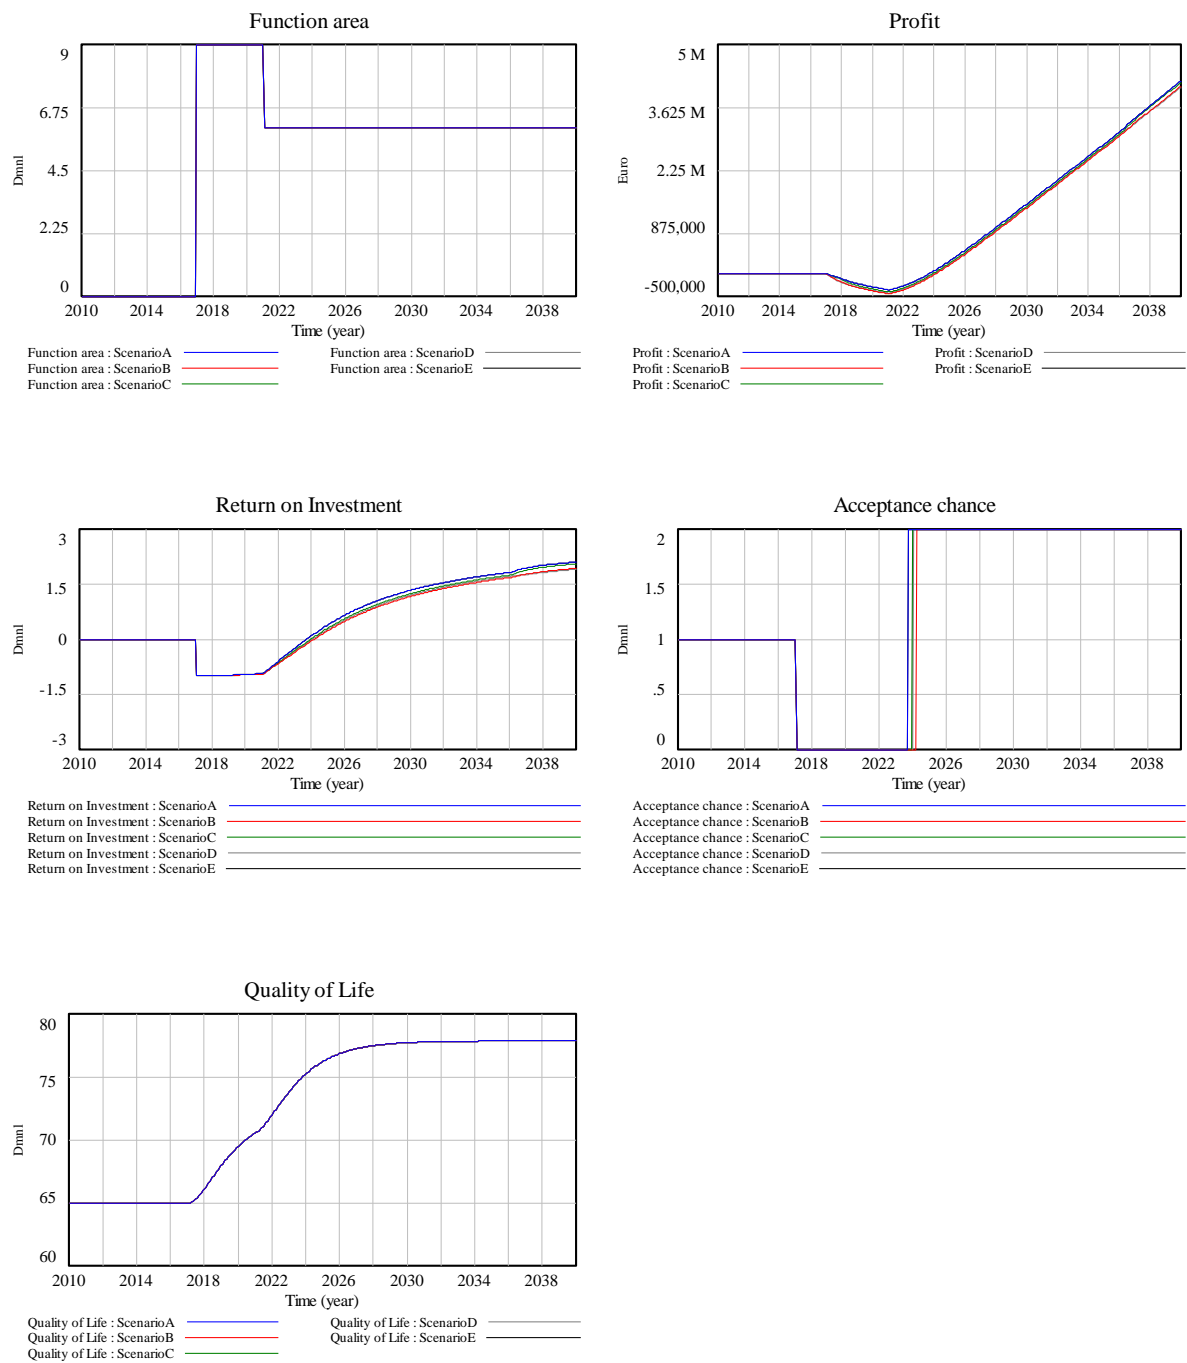 Function area
9
6.75
4.5
2.25
0
Dmnl
2010 2014 2018 2022 2026 2030 2034 2038
Time (year)
Function area : ScenarioA
Function area : ScenarioB
Function area : ScenarioC
Function area : ScenarioD
Function area : ScenarioE
Profit
5 M
3.625 M
2.25 M
875,000
-500,000
Euro
2010 2014 2018 2022 2026 2030 2034 2038
Time (year)
Profit : ScenarioA
Profit : ScenarioB
Profit : ScenarioC
Profit : ScenarioD
Profit : ScenarioE
Return on Investment
3
1.5
0
-1.5
-3
Dmnl
2010 2014 2018 2022 2026 2030 2034 2038
Time (year)
Return on Investment : ScenarioA
Return on Investment : ScenarioB
Return on Investment : ScenarioC
Return on Investment : ScenarioD
Return on Investment : ScenarioE
Acceptance chance
2
1.5
1
.5
0
Dmnl
2010 2014 2018 2022 2026 2030 2034 2038
Time (year)
Acceptance chance : ScenarioA
Acceptance chance : ScenarioB
Acceptance chance : ScenarioC
Acceptance chance : ScenarioD
Acceptance chance : ScenarioE
Quality of Life
80
75
70
65
60
Dmnl
2010 2014 2018 2022 2026 2030 2034 2038
Time (year)
Quality of Life : ScenarioA
Quality of Life : ScenarioB
Quality of Life : ScenarioC
Quality of Life : ScenarioD
Quality of Life : ScenarioE